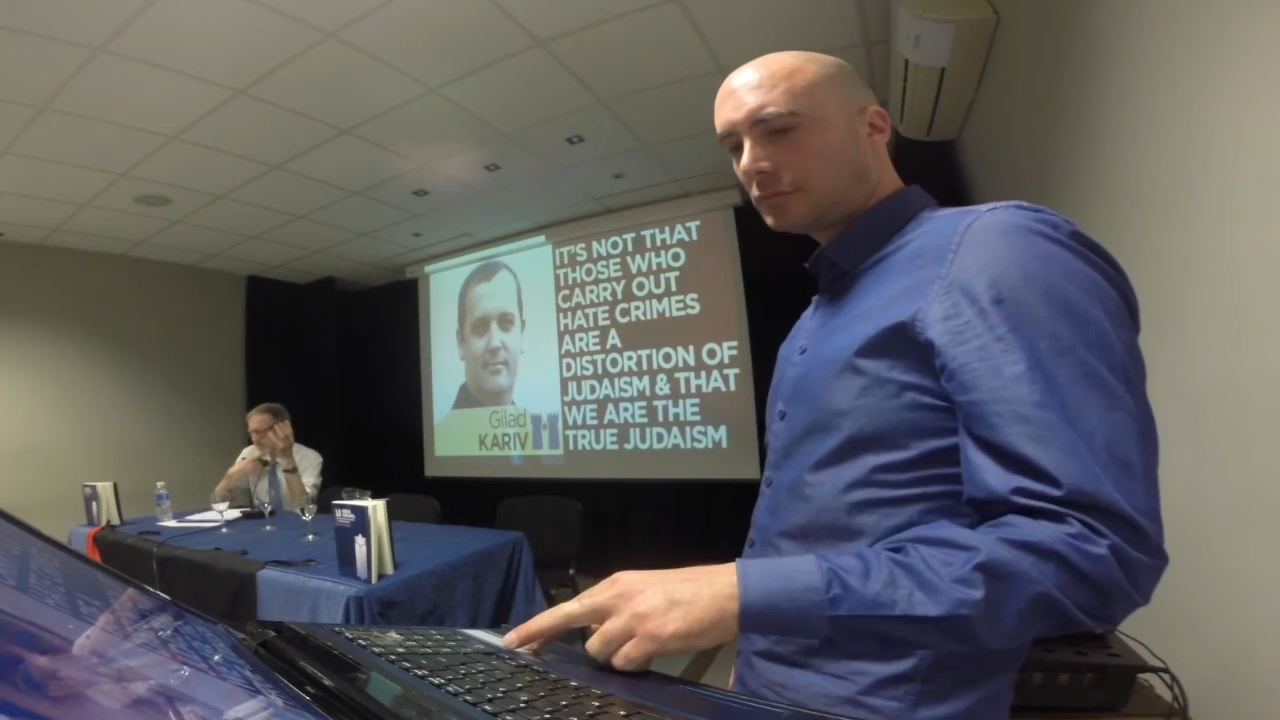 IT'S NOT THAT
THOSE WHO
CARRY OUT
HATE CRIMES
ARE A
DISTORTION OF
JUDAISM & THAT
WE ARE THE
TRUE JUDAISM
Gilad
KARIV